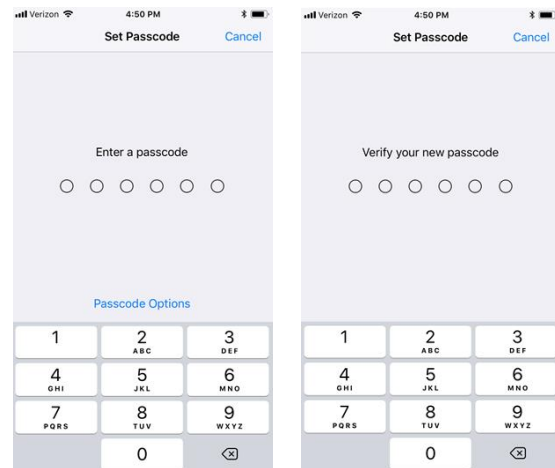 Verizon 4:50 PM
Set Passcode Cancel
Enter a passcode
Passcode Options
1 2 3
ABC DEF
4 5 6
GHI JKL MNO
7 8 9
PQRS TUV WXYZ
0
Verizon 4:50 PM
Set Passcode Cancel
Verify your new passcode
1 2 3
ABC DEF
4 5 6
GHI JKL MNO
7 8 9
PQRS TUV WXYZ
0